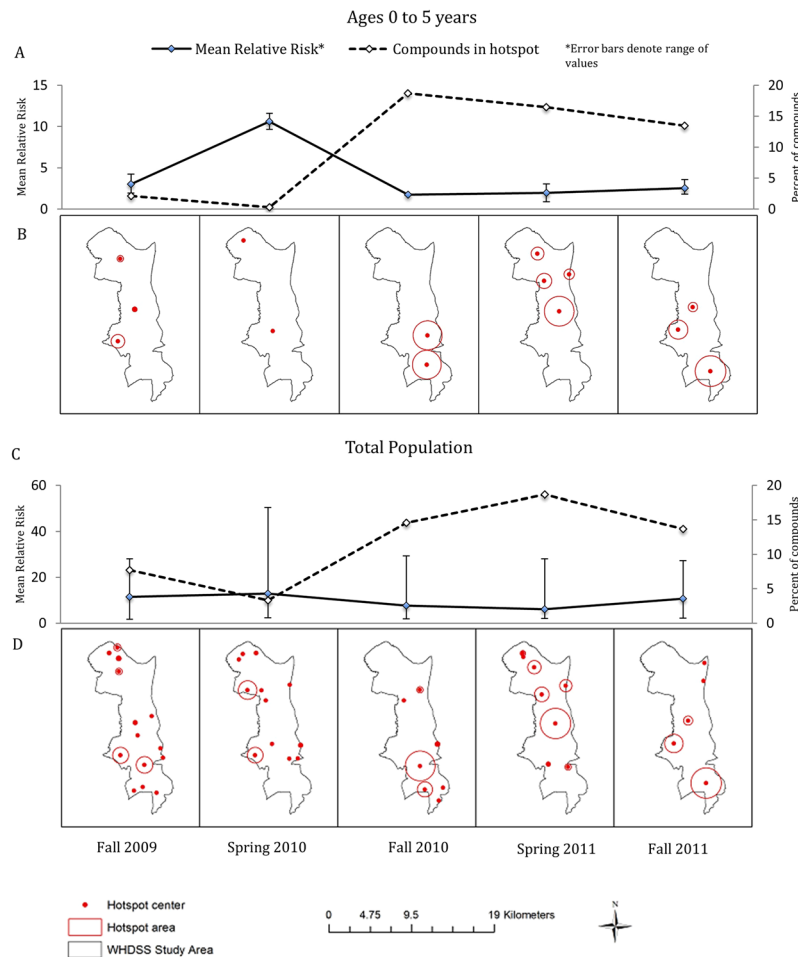 Ages 0 to 5 years
A
Mean Relative Risk*
Compounds in hotspot
*Error bars denote range of
values
Mean Relative Risk
15
10
5
0
20
15
10
5
0
Percent of compounds
B
Total Population
C
Mean Relative Risk
60
40
20
0
20
15
10
5
0
Percent of compounds
D
Fall 2009
Spring 2010
Fall 2010
Spring 2011
Fall 2011
Hotspot center
Hotspot area
WHDSS Study Area
0 4.75 9.5 19 Kilometers
N